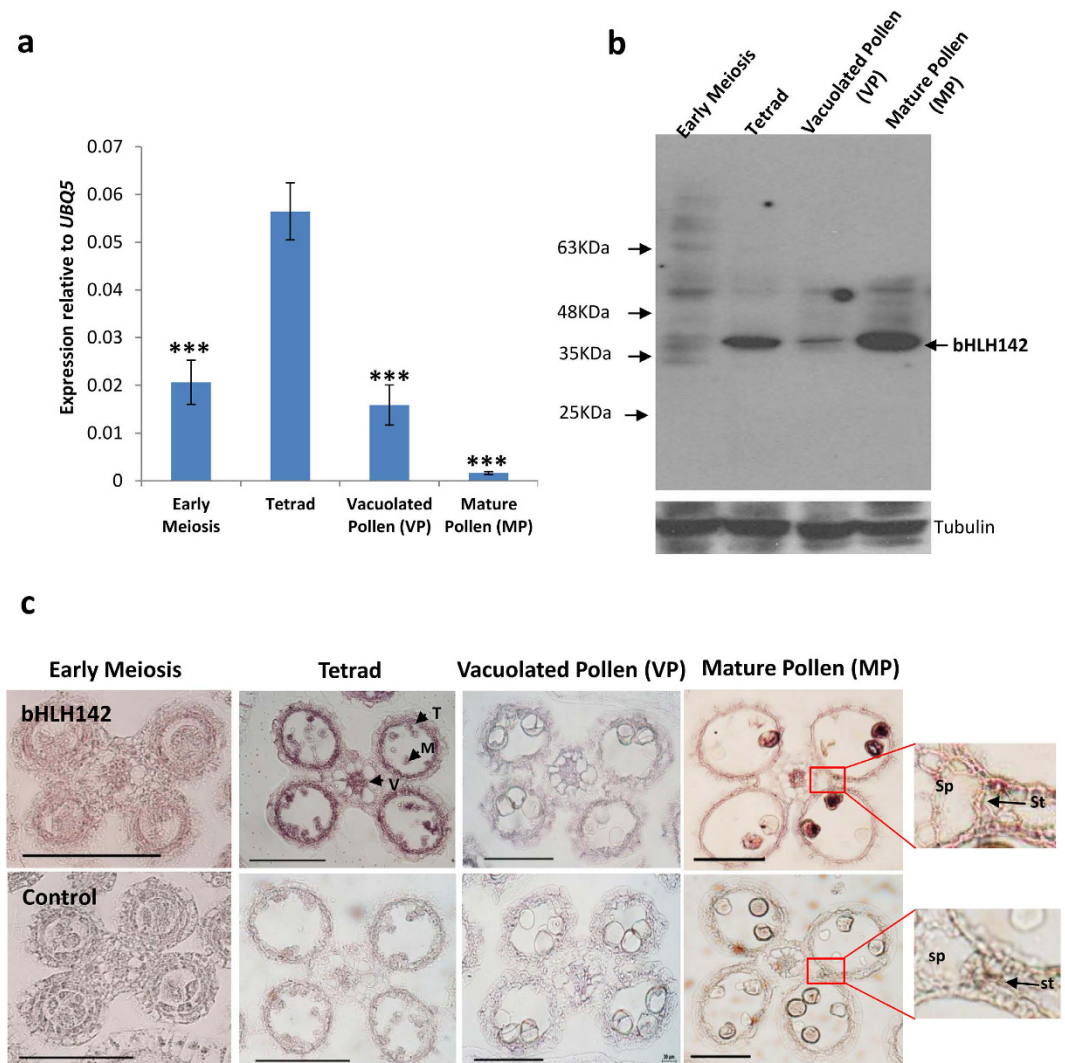 a
Expression relative to UBQ5
0.07
0.06
0.05
0.04
0.03
0.02
0.01
0
***
***
***
Early
Meiosis
Tetrad
Vacuolated
Pollen (VP)
Mature
Pollen (MP)
b
Early Meiosis
Tetrad
Vacuolated Pollen
(VP)
Mature Pollen
(MP)
63KDa
48KDa
35KDa
25KDa
bHLH142
Tubulin
c
Early Meiosis
Tetrad
Vacuolated Pollen (VP)
Mature Pollen (MP)
bHLH142
T
M
V
Sp
St
Control
sp
st